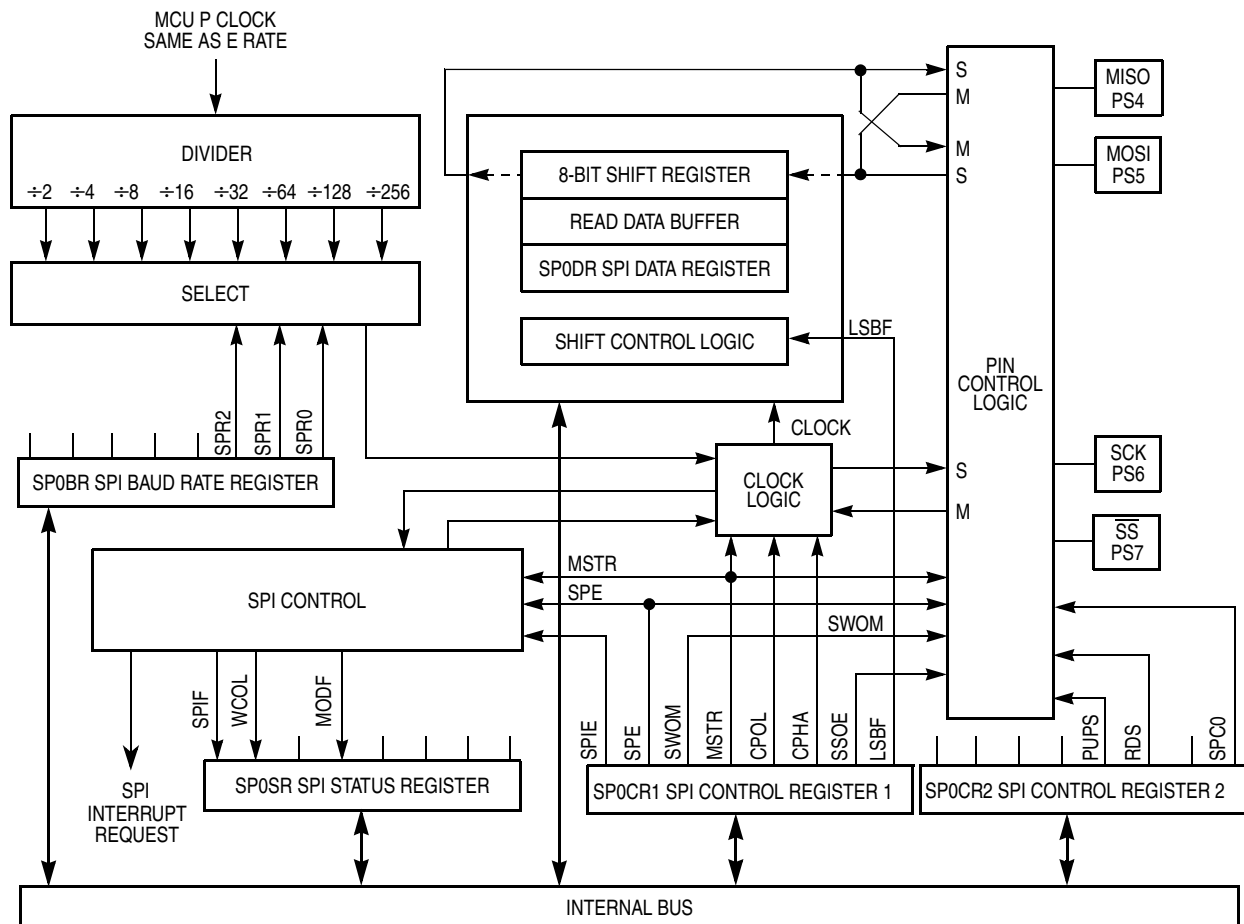 MCU P CLOCK
SAME AS E RATE
DIVIDER
÷2 ÷4 ÷8 ÷16 ÷32 ÷64 ÷128 ÷256
SELECT
SPR2
SPR1
SPR0
SP0BR SPI BAUD RATE REGISTER
8-BIT SHIFT REGISTER
READ DATA BUFFER
SP0DR SPI DATA REGISTER
SHIFT CONTROL LOGIC
LSBF
CLOCK
CLOCK
LOGIC
S
M
M
S
PIN
CONTROL
LOGIC
S
M
MISO
PS4
MOSI
PS5
SCK
PS6
S̅S̅
PS7
SPI CONTROL
MSTR
SPE
SWOM
SPIF
WCOL
MODF
SPI
INTERRUPT
REQUEST
SP0SR SPI STATUS REGISTER
SPIE
SPE
SWOM
MSTR
CPOL
CPHA
SSOE
LSBF
SP0CR1 SPI CONTROL REGISTER 1
PUPS
RDS
SPC0
SP0CR2 SPI CONTROL REGISTER 2
INTERNAL BUS